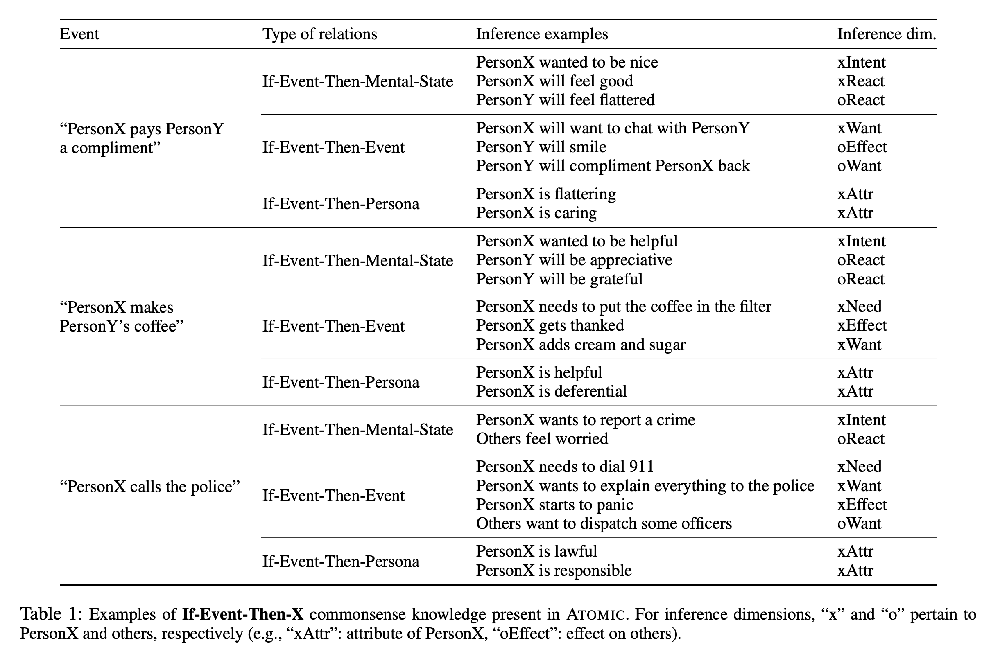 Event Type of relations Inference examples Inference dim.
PersonX wanted to be nice xIntent
If-Event-Then-Mental-State PersonX will feel good xReact
PersonY will feel flattered oReact
“PersonX pays PersonY
a compliment”
PersonX will want to chat with PersonY xWant
If-Event-Then-Event PersonY will smile oEffect
PersonY will compliment PersonX back oWant
PersonX is flattering xAttr
If-Event-Then-Persona
PersonX is caring xAttr
PersonX wanted to be helpful xIntent
If-Event-Then-Mental-State PersonY will be appreciative oReact
PersonY will be grateful oReact
“PersonX makes
PersonY’s coffee”
PersonX needs to put the coffee in the filter xNeed
If-Event-Then-Event PersonX gets thanked xEffect
PersonX adds cream and sugar xWant
PersonX is helpful xAttr
If-Event-Then-Persona
PersonX is deferential xAttr
PersonX wants to report a crime xIntent
If-Event-Then-Mental-State
Others feel worried oReact
“PersonX calls the police”
PersonX needs to dial 911 xNeed
PersonX wants to explain everything to the police xWant
If-Event-Then-Event
PersonX starts to panic xEffect
Others want to dispatch some officers oWant
PersonX is lawful xAttr
If-Event-Then-Persona
PersonX is responsible xAttr
Table 1: Examples of If-Event-Then-X commonsense knowledge present in ATOMIC. For inference dimensions, “x” and “o” pertain to
PersonX and others, respectively (e.g., “xAttr”: attribute of PersonX, “oEffect”: effect on others).